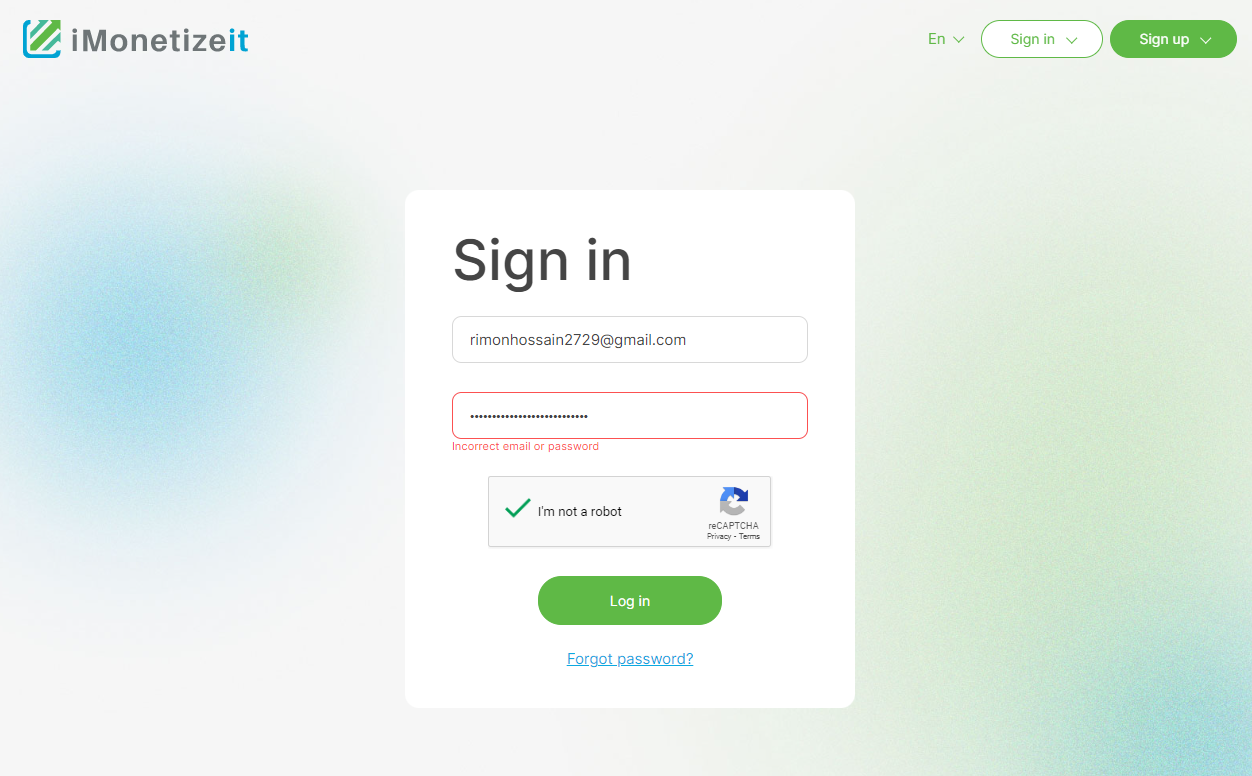 iMonetizeit
En
Sign in
Sign up
Sign in
rimonhossain2729@gmail.com
Incorrect email or password
I'm not a robot
reCAPTCHA
Privacy - Terms
Log in
Forgot password?